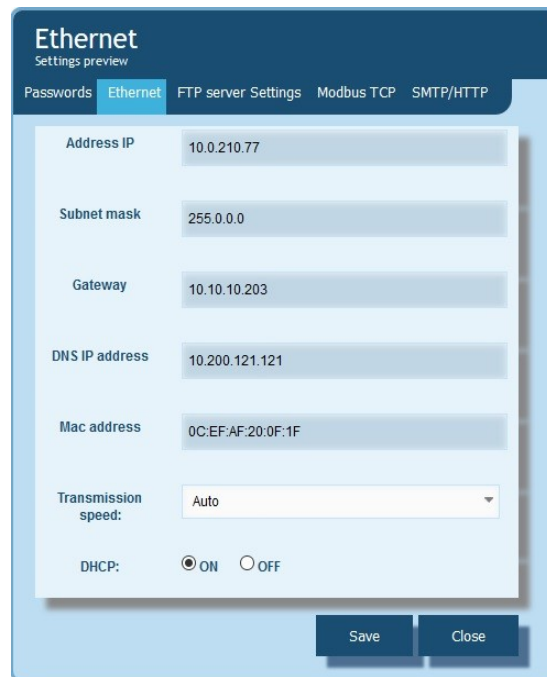 Ethernet
Settings preview
Passwords Ethernet FTP server Settings Modbus TCP SMTP/HTTP
Address IP 10.0.210.77
Subnet mask 255.0.0.0
Gateway 10.10.10.203
DNS IP address 10.200.121.121
Mac address 0C:EF:AF:20:0F:1F
Transmission
speed: Auto
DHCP: ON OFF
Save Close